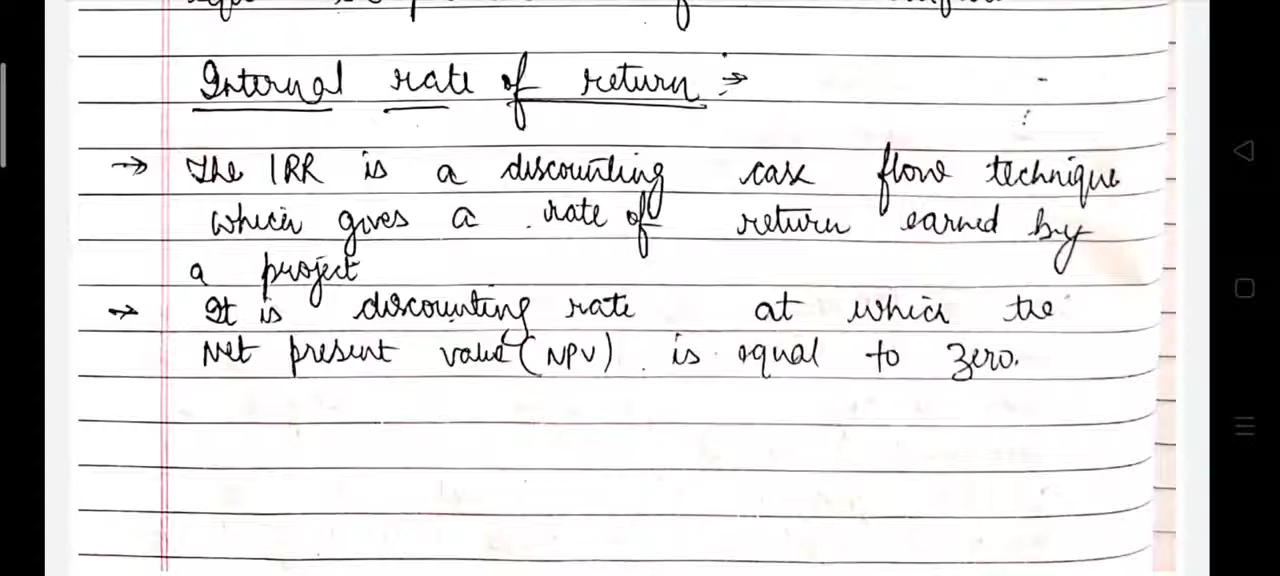 Internal rate of return :⇒
→ The IRR is a discounting case flow technique
which gives a rate of return earned by
a project
→ It is discounting rate at which the
Net present value (NPV) is equal to zero.